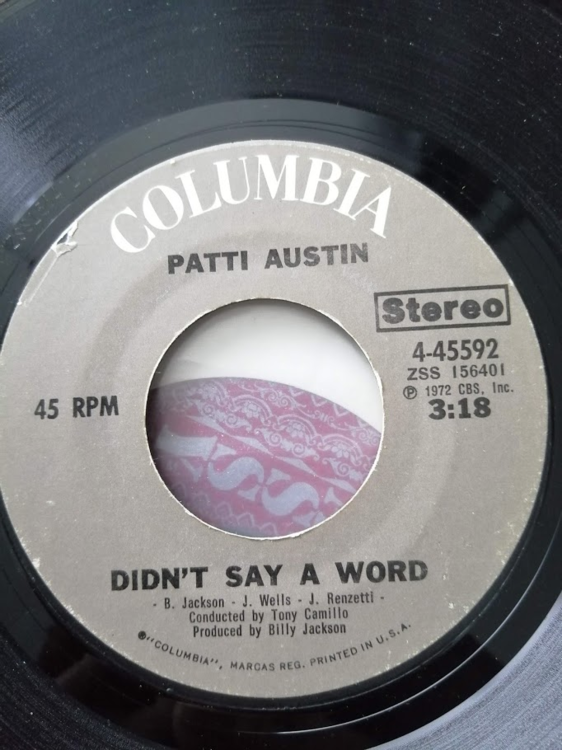 COLUMBIA
PATTI AUSTIN
Stereo
4-45592
ZSS 156401
℗ 1972 CBS, Inc.
3:18
45 RPM
DIDN'T SAY A WORD
- B. Jackson - J. Wells - J. Renzetti -
Conducted by Tony Camillo
Produced by Billy Jackson
®"COLUMBIA", MARCAS REG. PRINTED IN U.S.A.